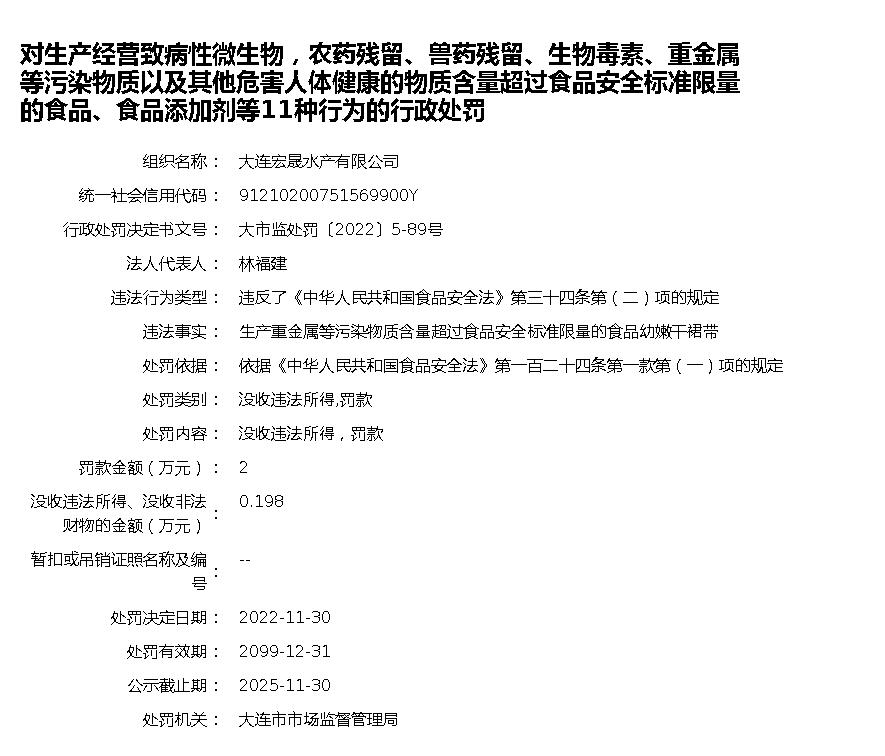 对生产经营致病性微生物，农药残留、兽药残留、生物毒素、重金属
等污染物质以及其他危害人体健康的物质含量超过食品安全标准限量
的食品、食品添加剂等11种行为的行政处罚
组织名称： 大连宏晟水产有限公司
统一社会信用代码： 91210200751569900Y
行政处罚决定书文号： 大市监处罚〔2022〕5-89号
法人代表人： 林福建
违法行为类型： 违反了《中华人民共和国食品安全法》第三十四条第（二）项的规定
违法事实： 生产重金属等污染物质含量超过食品安全标准限量的食品幼嫩干裙带
处罚依据： 依据《中华人民共和国食品安全法》第一百二十四条第一款第（一）项的规定
处罚类别： 没收违法所得,罚款
处罚内容： 没收违法所得，罚款
罚款金额（万元）： 2
没收违法所得、没收非法
财物的金额（万元）： 0.198
暂扣或吊销证照名称及编
号： --
处罚决定日期： 2022-11-30
处罚有效期： 2099-12-31
公示截止期： 2025-11-30
处罚机关： 大连市市场监督管理局